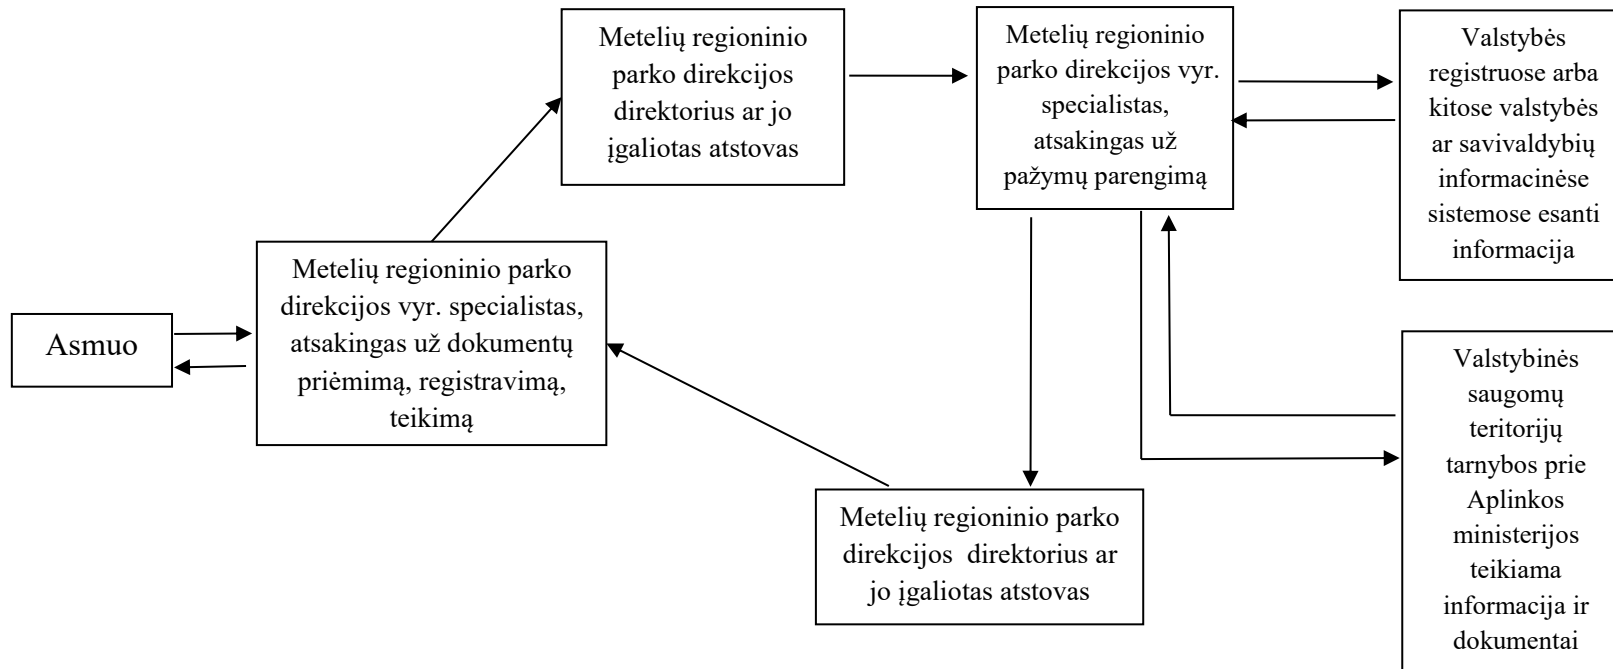 Metelių regioninio
parko direkcijos
direktorius ar jo
įgaliotas atstovas
Metelių regioninio
parko direkcijos vyr.
specialistas,
atsakingas už
pažymų parengimą
Valstybės
registruose arba
kitose valstybės
ar savivaldybių
informacinėse
sistemose esanti
informacija
Asmuo
Metelių regioninio parko
direkcijos vyr. specialistas,
atsakingas už dokumentų
priėmimą, registravimą,
teikimą
Metelių regioninio parko
direkcijos  direktorius ar
jo įgaliotas atstovas
Valstybinės
saugomų
teritorijų
tarnybos prie
Aplinkos
ministerijos
teikiama
informacija ir
dokumentai